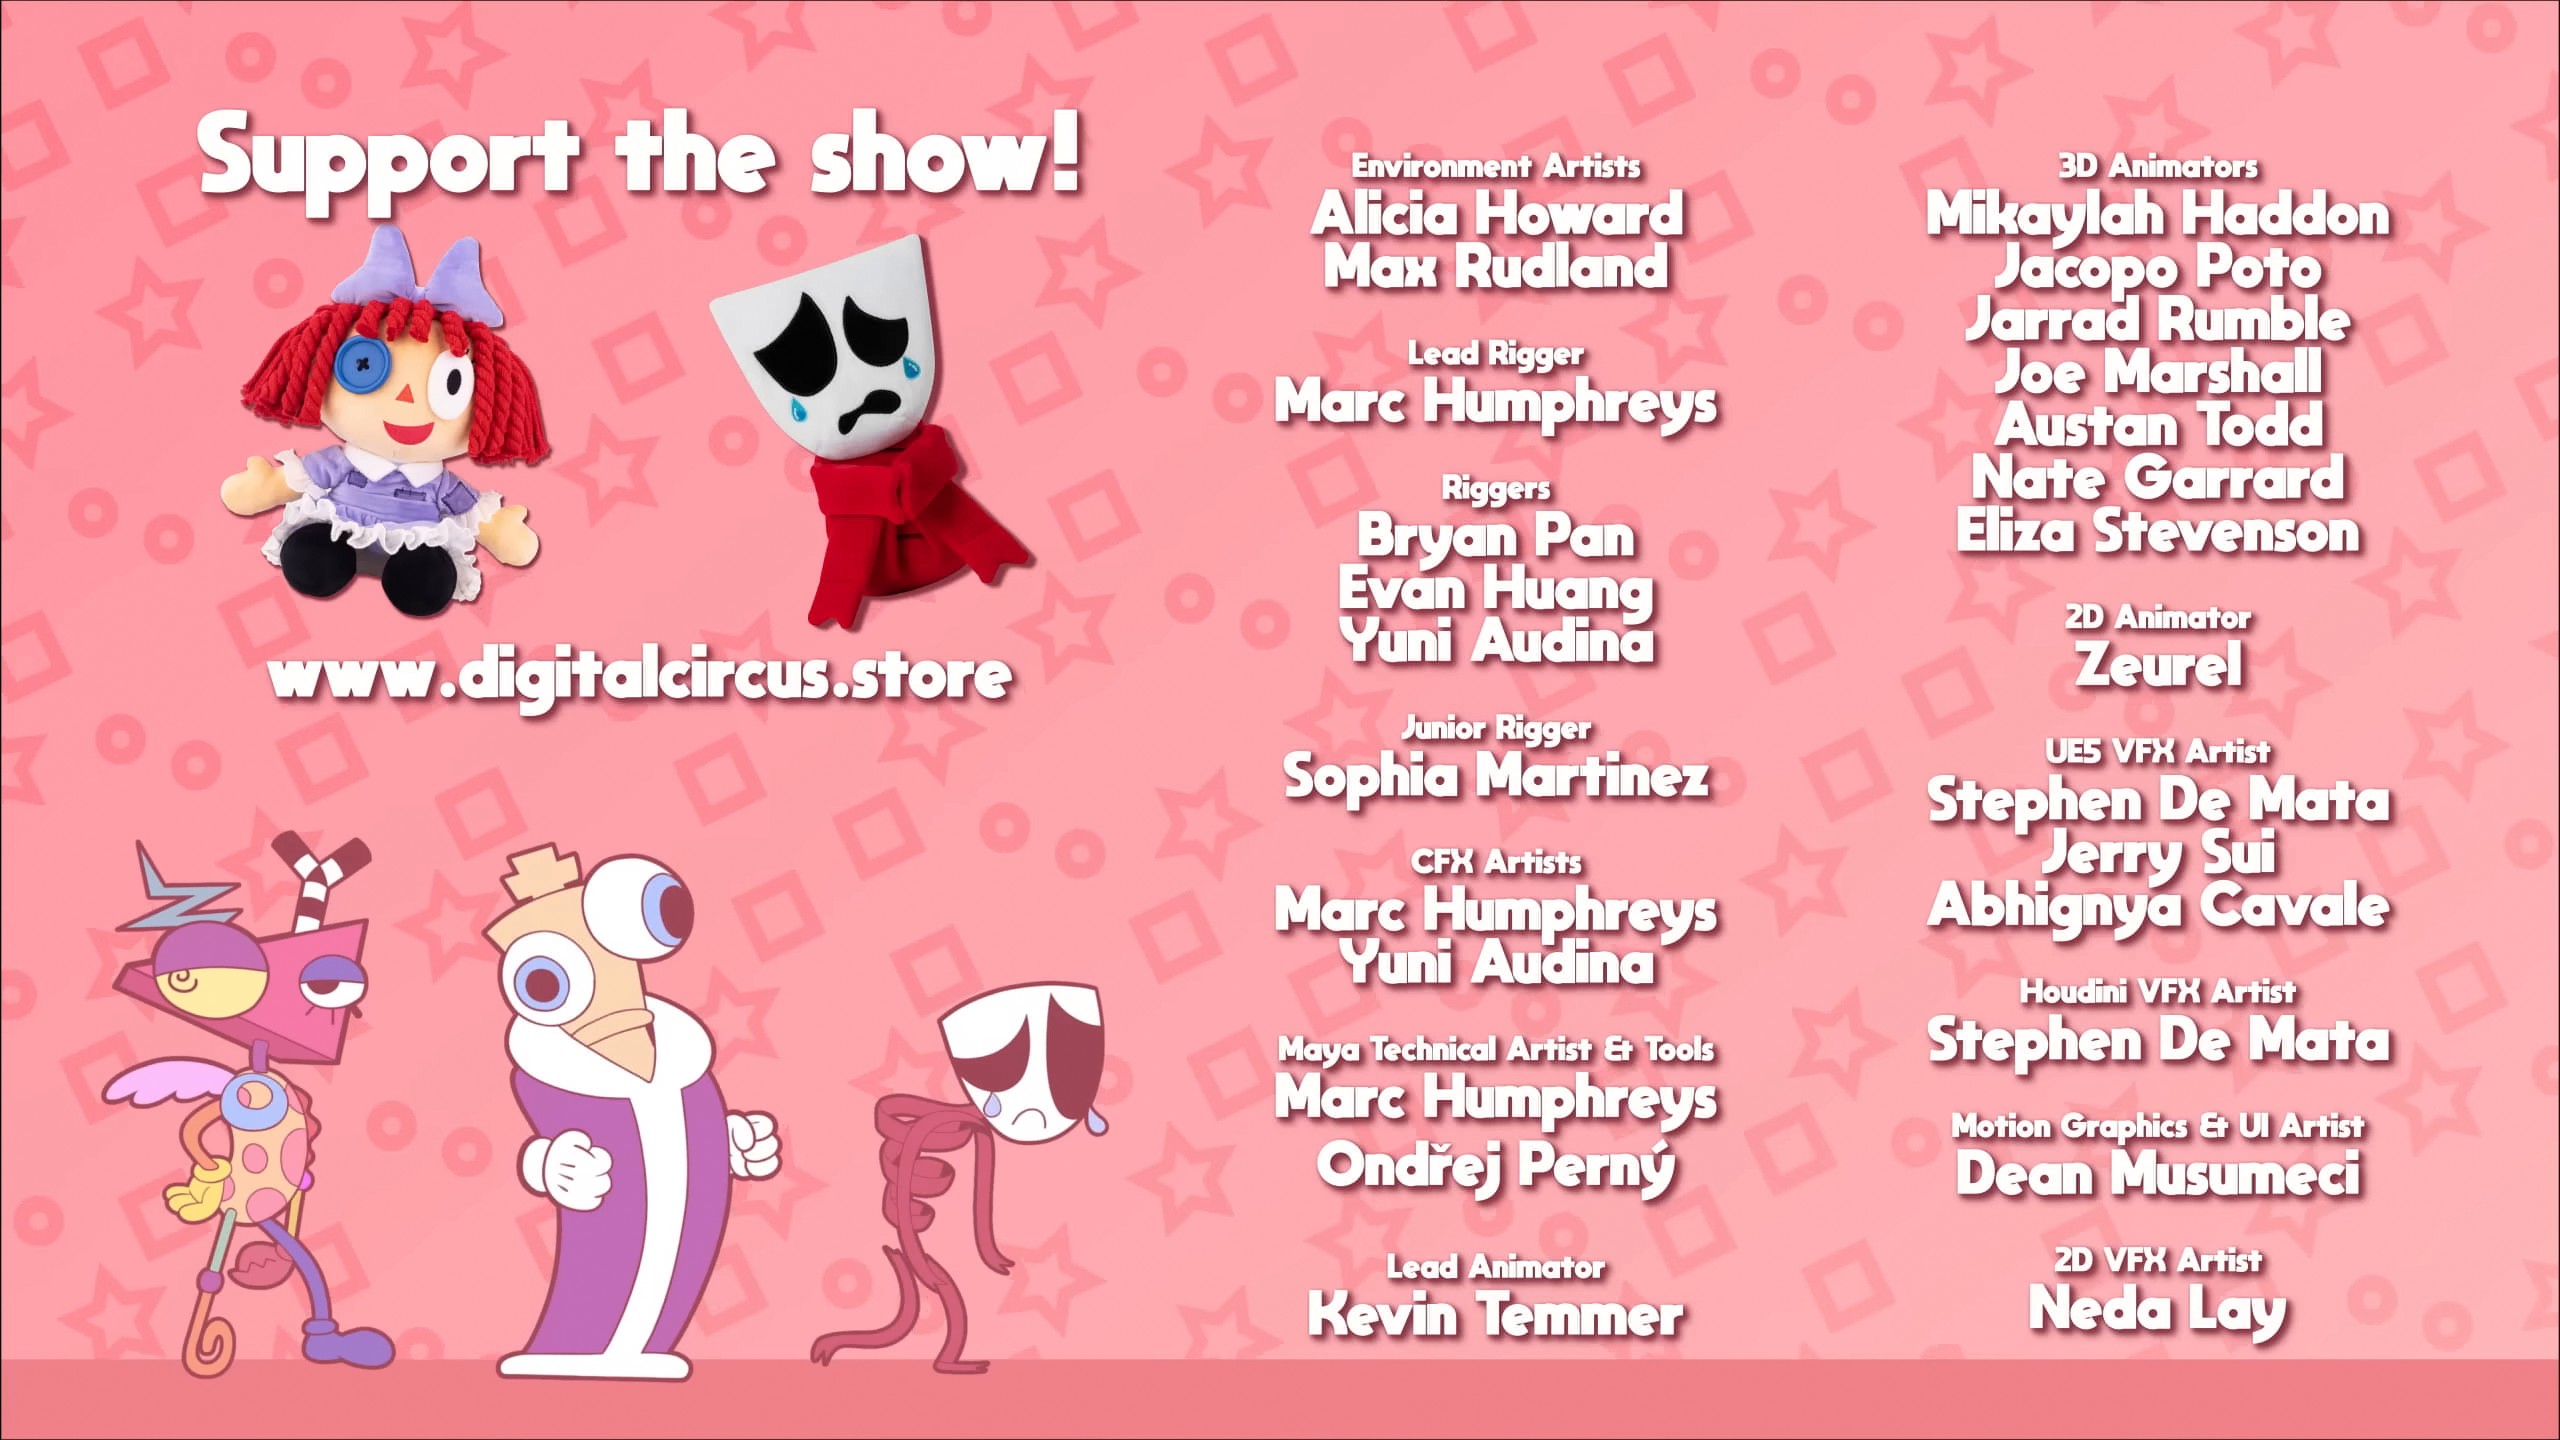 Support the show!
www.digitalcircus.store
Environment Artists
Alicia Howard
Max Rudland
Lead Rigger
Marc Humphreys
Riggers
Bryan Pan
Evan Huang
Yuni Audina
Junior Rigger
Sophia Martinez
CFX Artists
Marc Humphreys
Yuni Audina
Maya Technical Artist & Tools
Marc Humphreys
Ondřej Perný
Lead Animator
Kevin Temmer
3D Animators
Mikaylah Haddon
Jacopo Poto
Jarrad Rumble
Joe Marshall
Austan Todd
Nate Garrard
Eliza Stevenson
2D Animator
Zeurel
UE5 VFX Artist
Stephen De Mata
Jerry Sui
Abhignya Cavale
Houdini VFX Artist
Stephen De Mata
Motion Graphics & UI Artist
Dean Musumeci
2D VFX Artist
Neda Lay